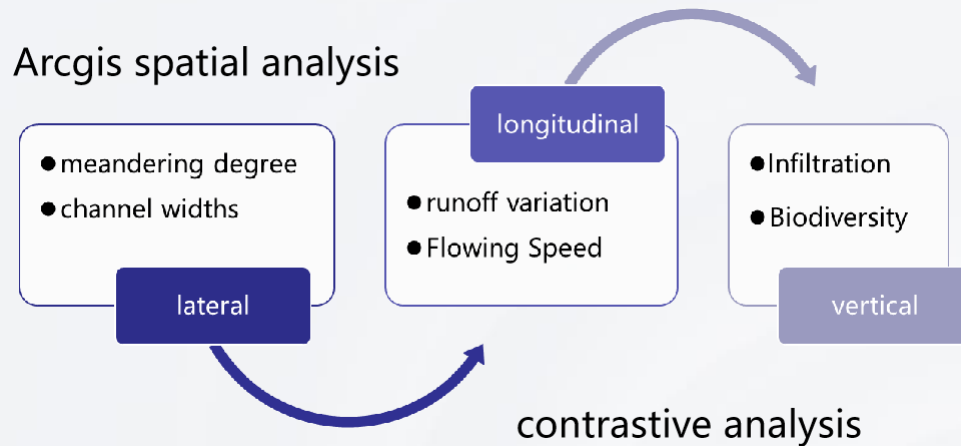 Arcgis spatial analysis
meandering degree
channel widths
lateral
longitudinal
runoff variation
Flowing Speed
Infiltration
Biodiversity
vertical
contrastive analysis